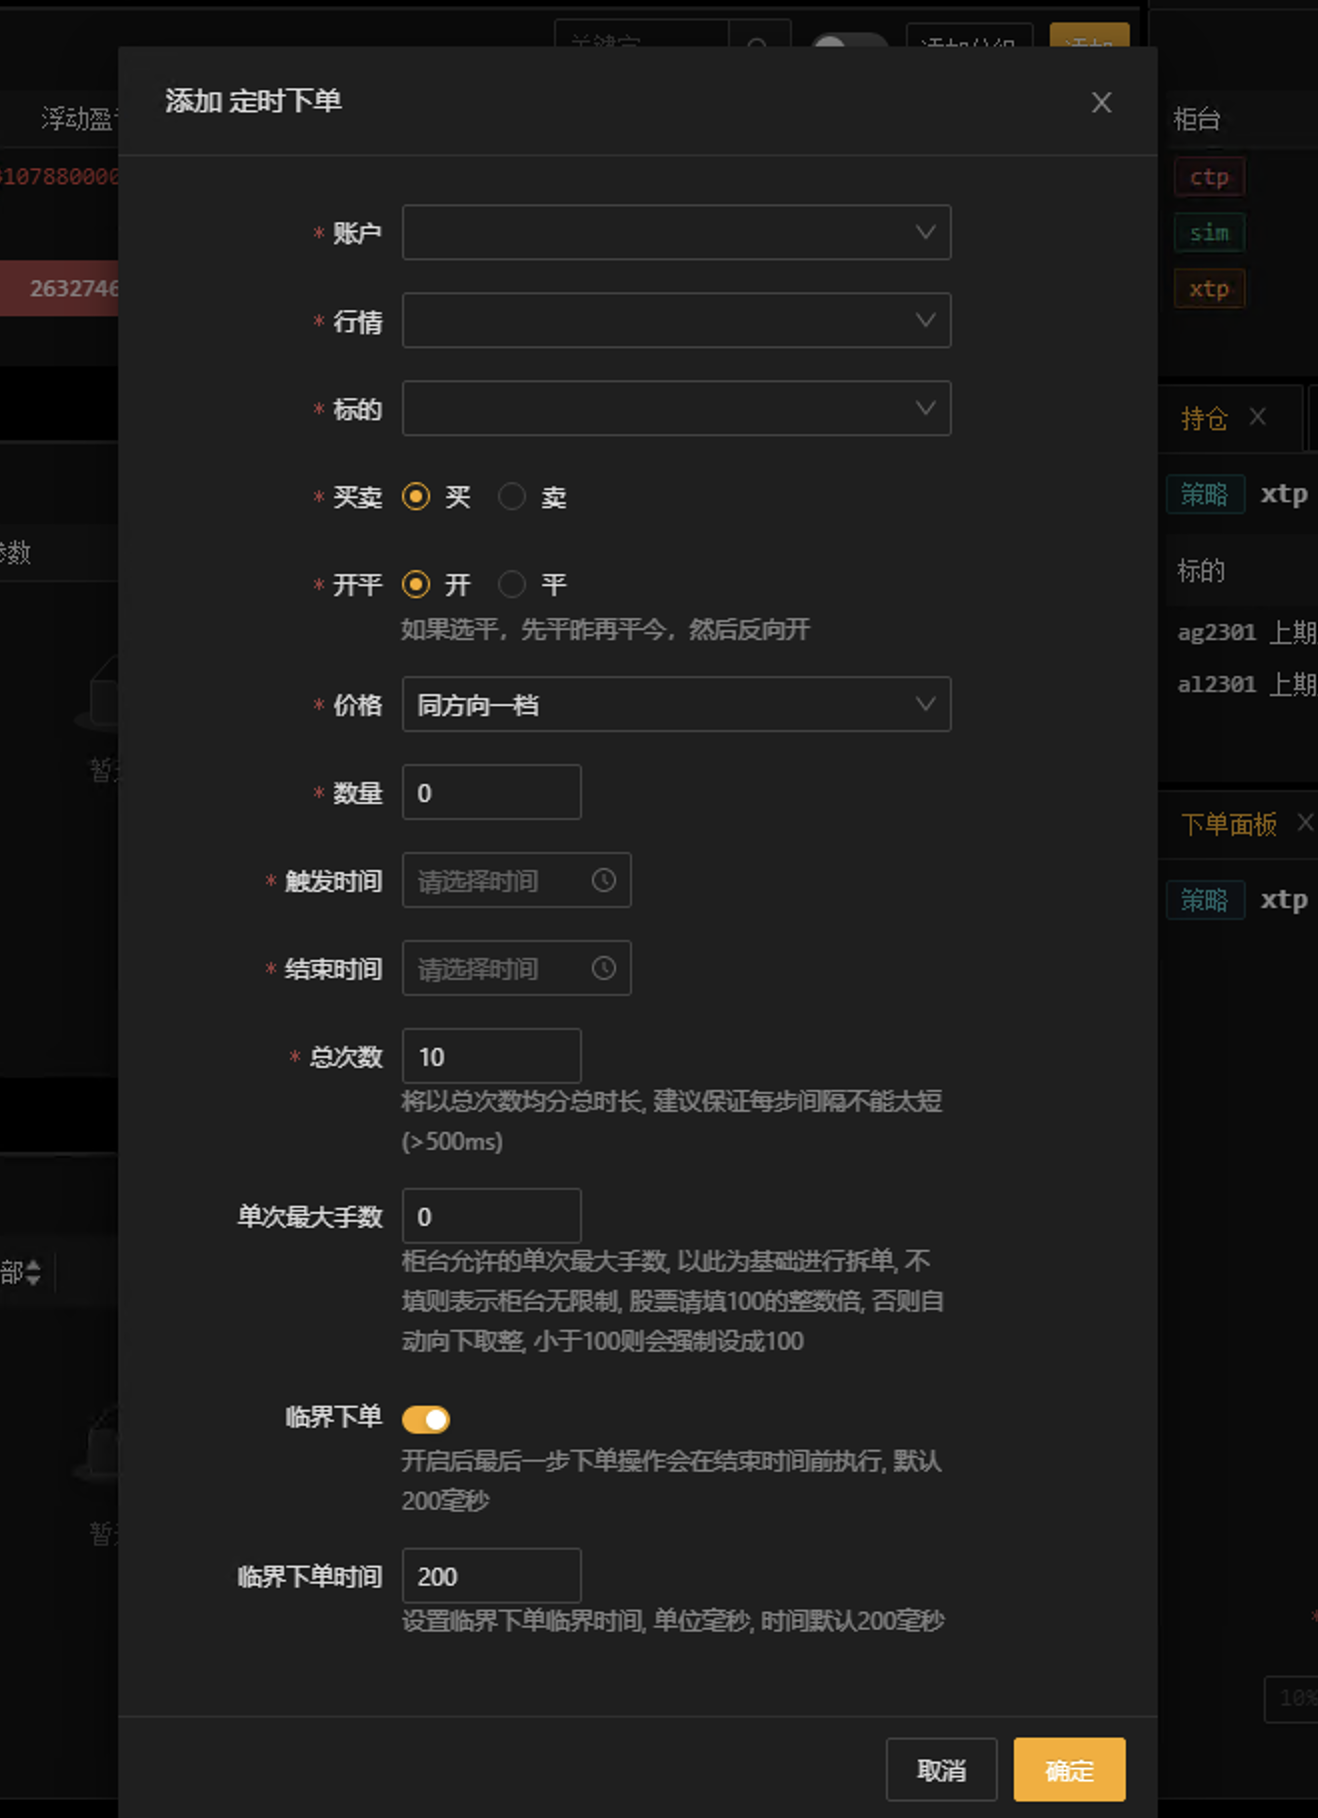 添加 定时下单
浮动盈
柜台
3107880000
ctp
sim
2632746
xtp
* 账户
* 行情
* 标的
持仓
* 买卖 买 卖
策略 xtp
参数
* 开平 开 平
如果选平，先平昨再平今，然后反向开
标的
ag2301 上期
al2301 上期
* 价格 同方向一档
暂
* 数量 0
下单面板
* 触发时间 请选择时间
策略 xtp
* 结束时间 请选择时间
* 总次数 10
将以总次数均分总时长, 建议保证每步间隔不能太短
(>500ms)
单次最大手数 0
部
柜台允许的单次最大手数, 以此为基础进行拆单, 不
填则表示柜台无限制, 股票请填100的整数倍, 否则自
动向下取整, 小于100则会强制设成100
临界下单
开启后最后一步下单操作会在结束时间前执行, 默认
200毫秒
暂
临界下单时间 200
设置临界下单临界时间, 单位毫秒, 时间默认200毫秒
10%
取消 确定